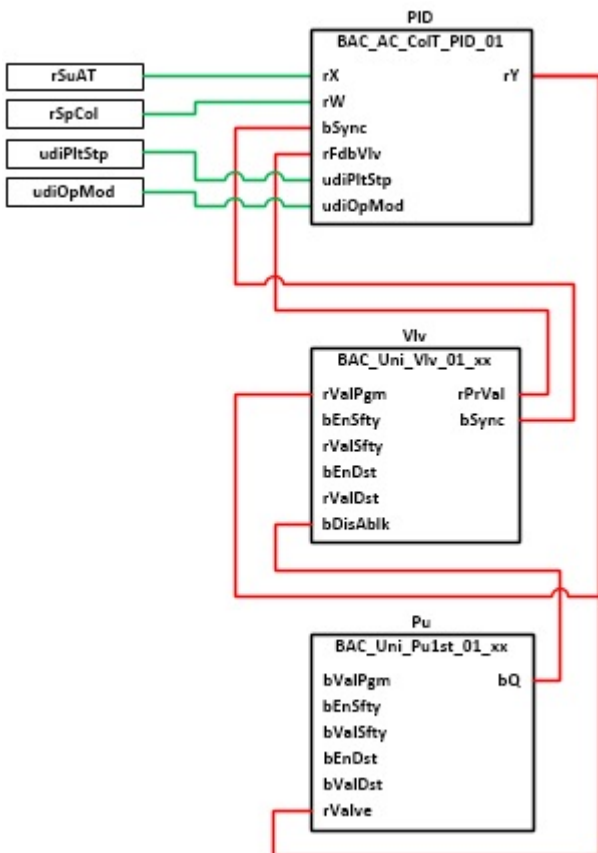 PID
BAC_AC_ColT_PID_01
rSuAT
rX
rY
rSpCol
rW
bSync
udiPltStp
rFdbVlv
udiPltStp
udiOpMod
udiOpMod
Vlv
BAC_Uni_Vlv_01_xx
rValPgm
rPrVal
bEnSfty
bSync
rValSfty
bEnDst
rValDst
bDisAblk
Pu
BAC_Uni_Pu1st_01_xx
bValPgm
bQ
bEnSfty
bValSfty
bEnDst
bValDst
rValve